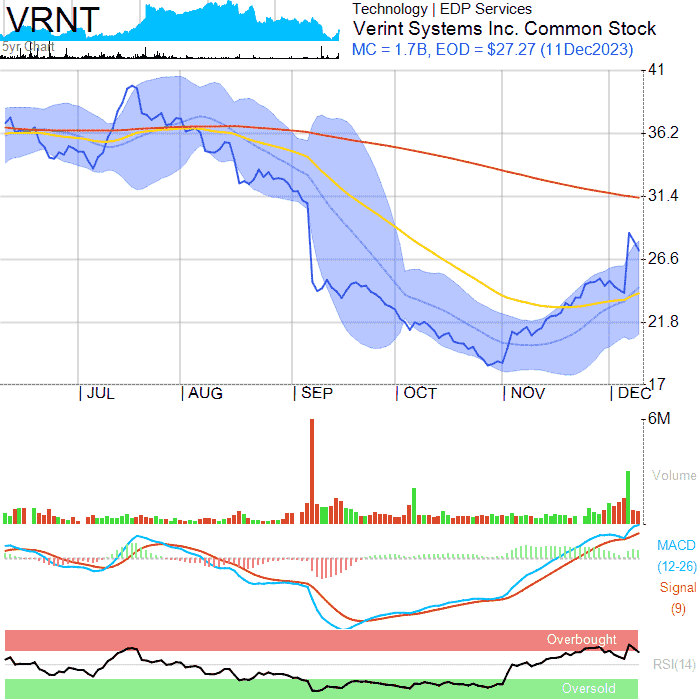 VRNT
Technology | EDP Services
Verint Systems Inc. Common Stock
5yr Chart
MC = 1.7B, EOD = $27.27 (11Dec2023)
41
36.2
31.4
26.6
21.8
17
| JUL
| AUG
| SEP
| OCT
| NOV
| DEC
6M
Volume
MACD
(12-26)
Signal
(9)
Overbought
RSI(14)
Oversold